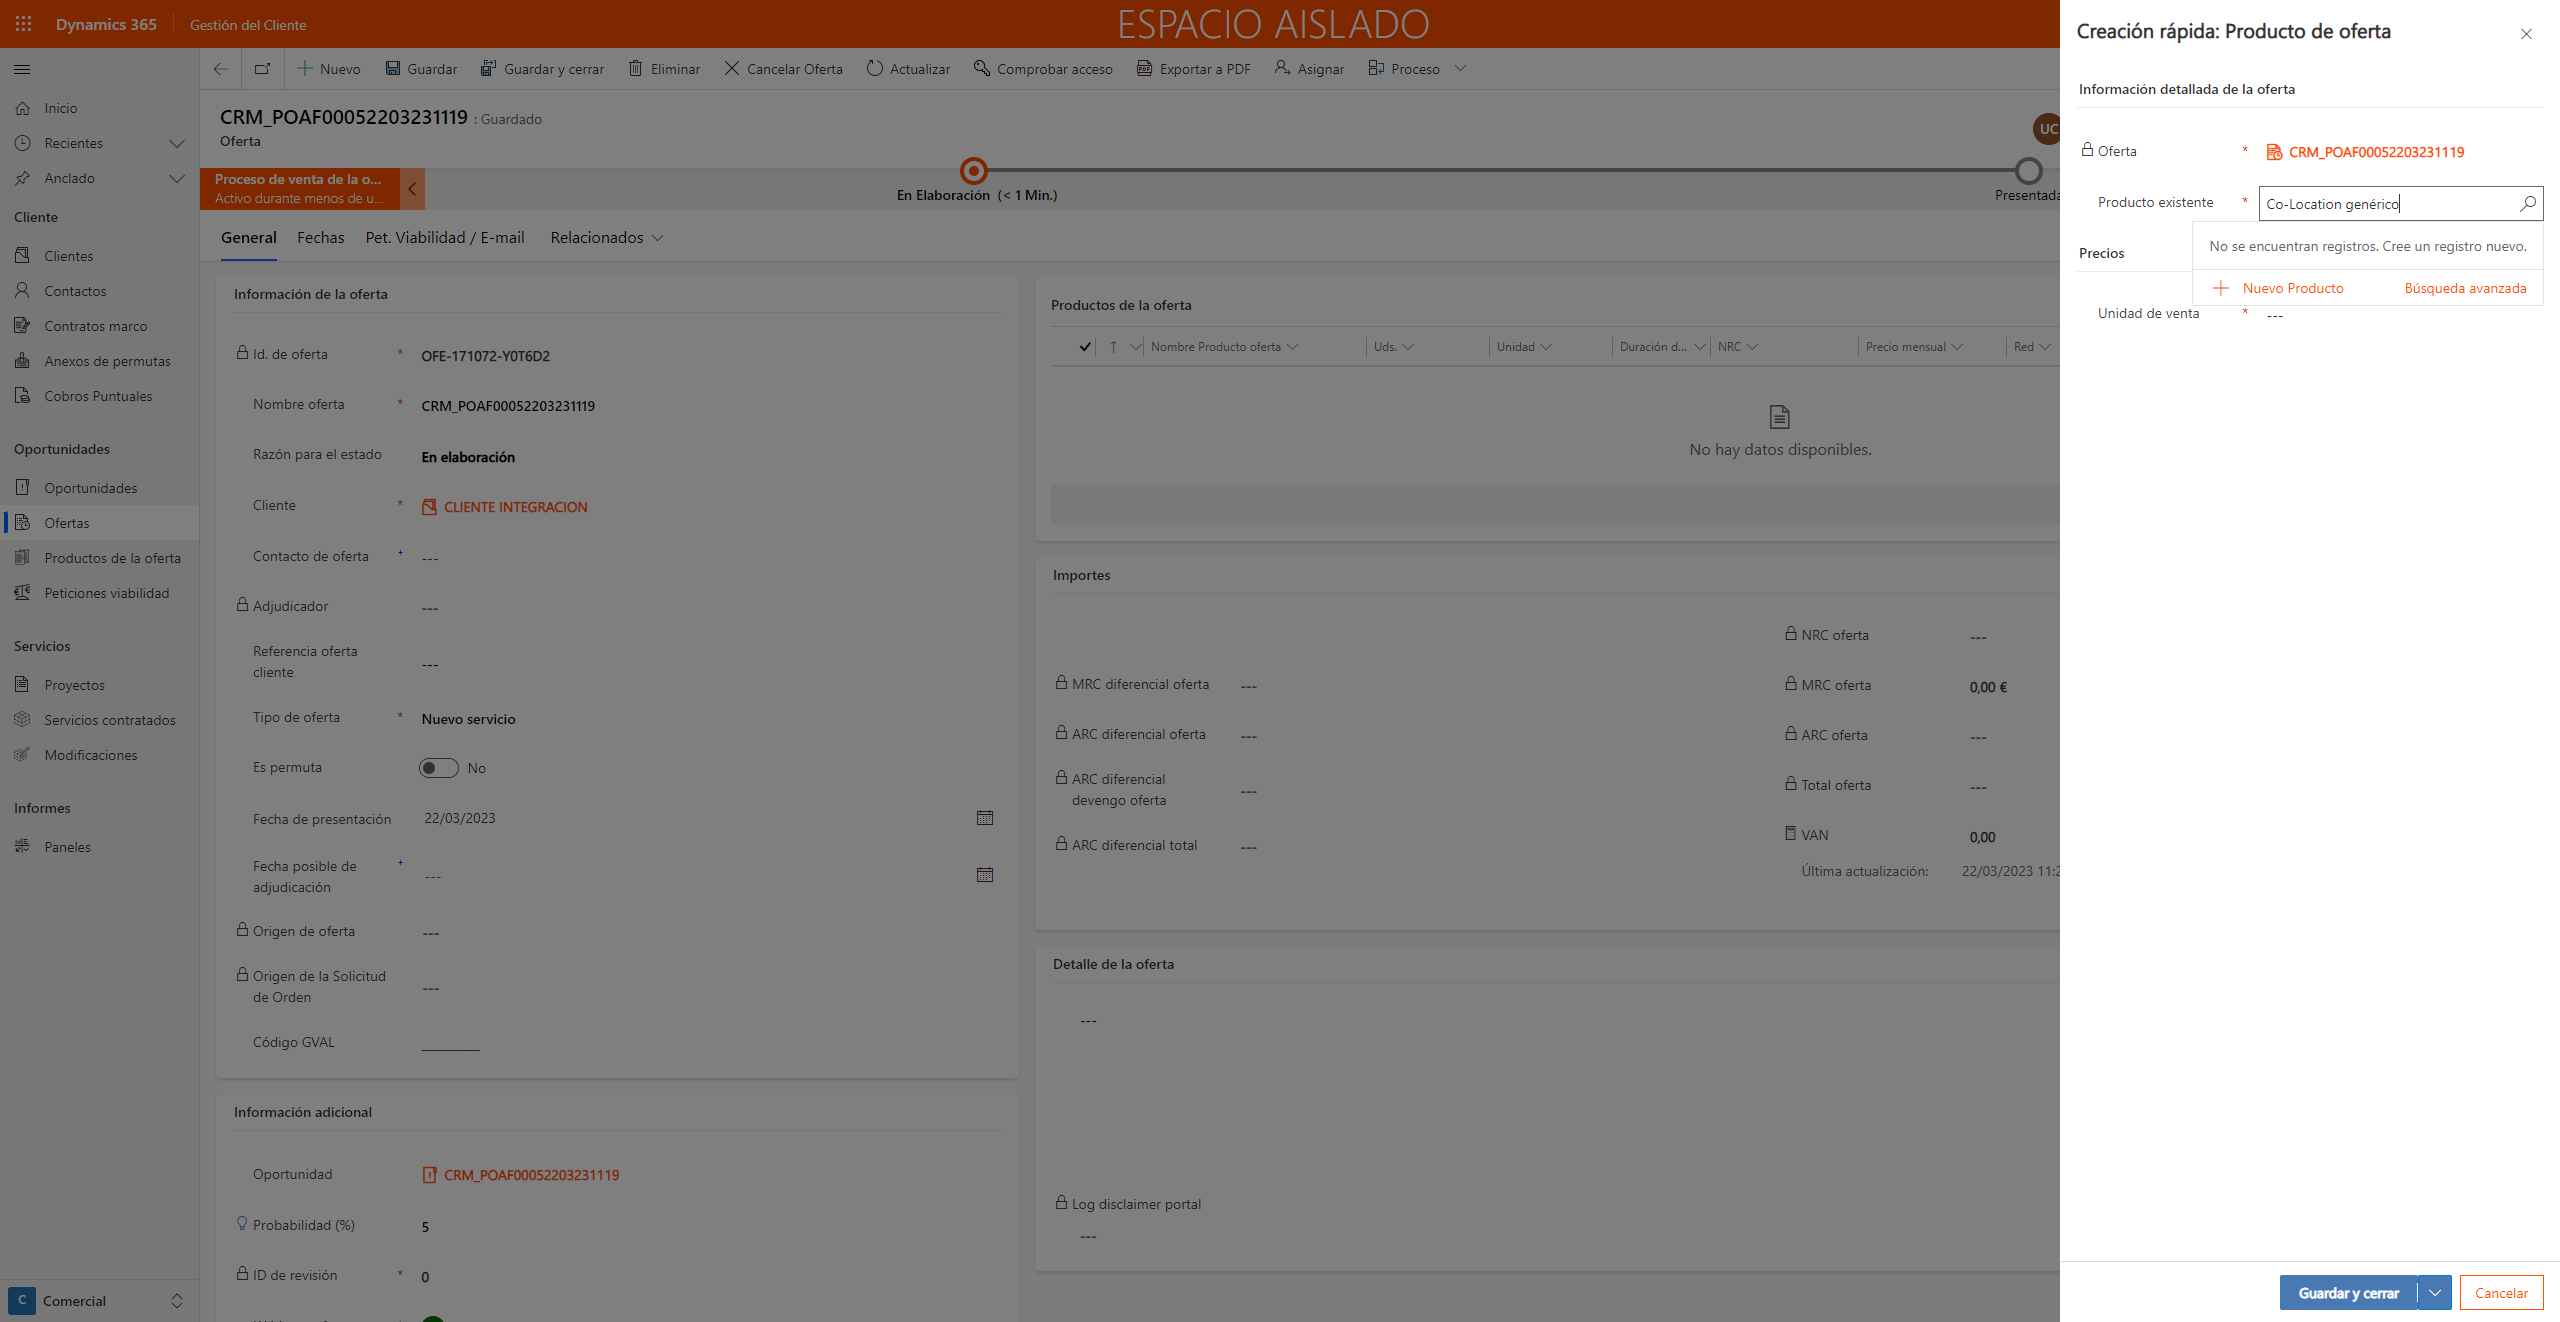 Dynamics 365
Gestión del Cliente
ESPACIO AISLADO
Nuevo
Guardar
Guardar y cerrar
Eliminar
Cancelar Oferta
Actualizar
Comprobar acceso
Exportar a PDF
Asignar
Proceso
Inicio
Recientes
Anclado
Cliente
Clientes
Contactos
Contratos marco
Anexos de permutas
Cobros Puntuales
Oportunidades
Oportunidades
Ofertas
Productos de la oferta
Peticiones viabilidad
Servicios
Proyectos
Servicios contratados
Modificaciones
Informes
Paneles
C Comercial
CRM_POAF00052203231119 : Guardado
Oferta
UC
Proceso de venta de la o...
Activo durante menos de u...
En Elaboración (< 1 Min.)
Presentada
General
Fechas
Pet. Viabilidad / E-mail
Relacionados
Información de la oferta
Id. de oferta * OFE-171072-Y0T6D2
Nombre oferta * CRM_POAF00052203231119
Razón para el estado En elaboración
Cliente * CLIENTE INTEGRACION
Contacto de oferta + ---
Adjudicador ---
Referencia oferta
cliente ---
Tipo de oferta * Nuevo servicio
Es permuta No
Fecha de presentación 22/03/2023
Fecha posible de
adjudicación + ---
Origen de oferta ---
Origen de la Solicitud
de Orden ---
Código GVAL
Información adicional
Oportunidad CRM_POAF00052203231119
Probabilidad (%) 5
ID de revisión * 0
Productos de la oferta
Nombre Producto oferta
Uds.
Unidad
Duración d...
NRC
Precio mensual
Red
No hay datos disponibles.
Importes
NRC oferta ---
MRC diferencial oferta ---
MRC oferta 0,00 €
ARC diferencial oferta ---
ARC oferta ---
ARC diferencial
devengo oferta ---
Total oferta ---
ARC diferencial total ---
VAN 0,00
Última actualización: 22/03/2023 11:2
Detalle de la oferta
---
Log disclaimer portal
---
Creación rápida: Producto de oferta
Información detallada de la oferta
Oferta * CRM_POAF00052203231119
Producto existente * Co-Location genérico
No se encuentran registros. Cree un registro nuevo.
Nuevo Producto
Búsqueda avanzada
Precios
Unidad de venta * ---
Guardar y cerrar
Cancelar